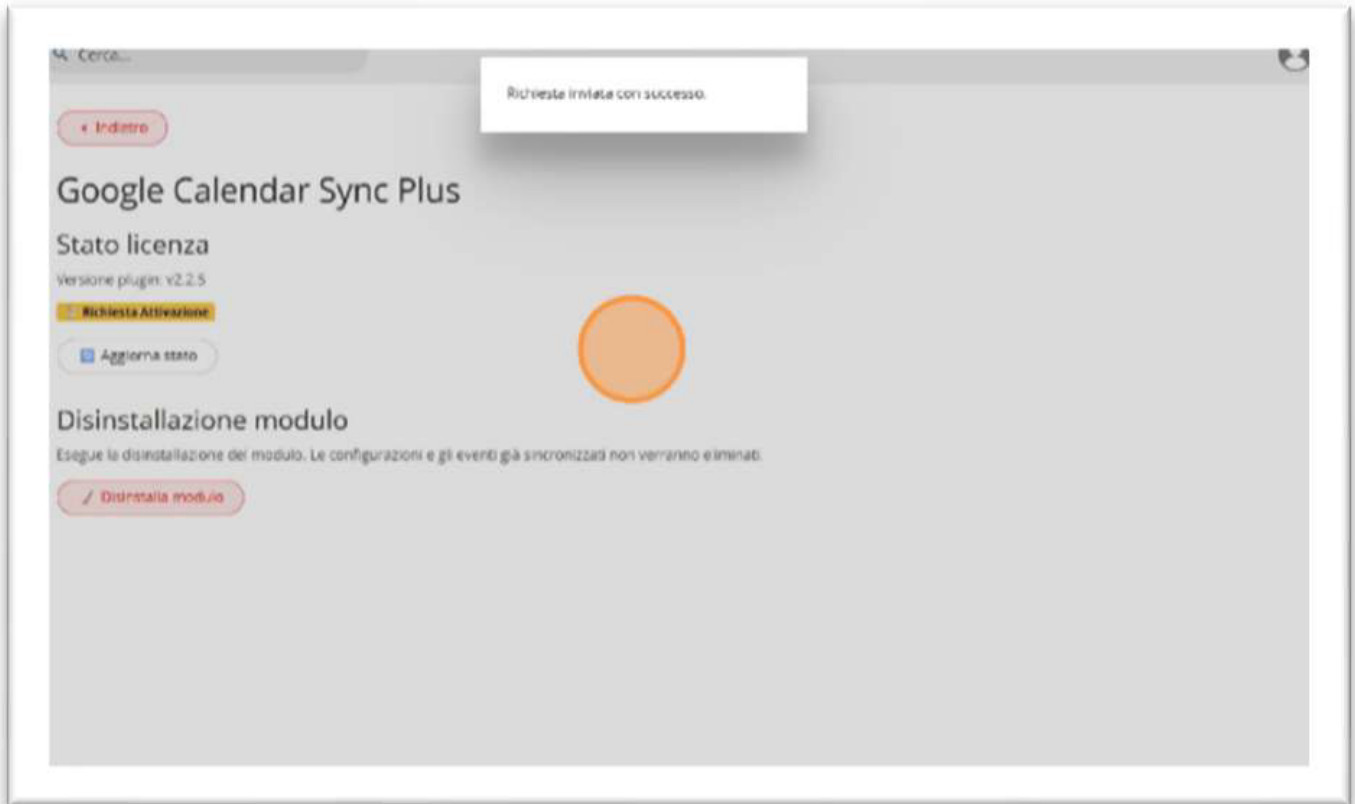 Cerca...
Richiesta inviata con successo.
Indietro
Google Calendar Sync Plus
Stato licenza
Versione plugin: v2.2.5
Richiesta Attivazione
Aggiorna stato
Disinstallazione modulo
Esegue la disinstallazione del modulo. Le configurazioni e gli eventi già sincronizzati non verranno eliminati.
Disinstalla modulo